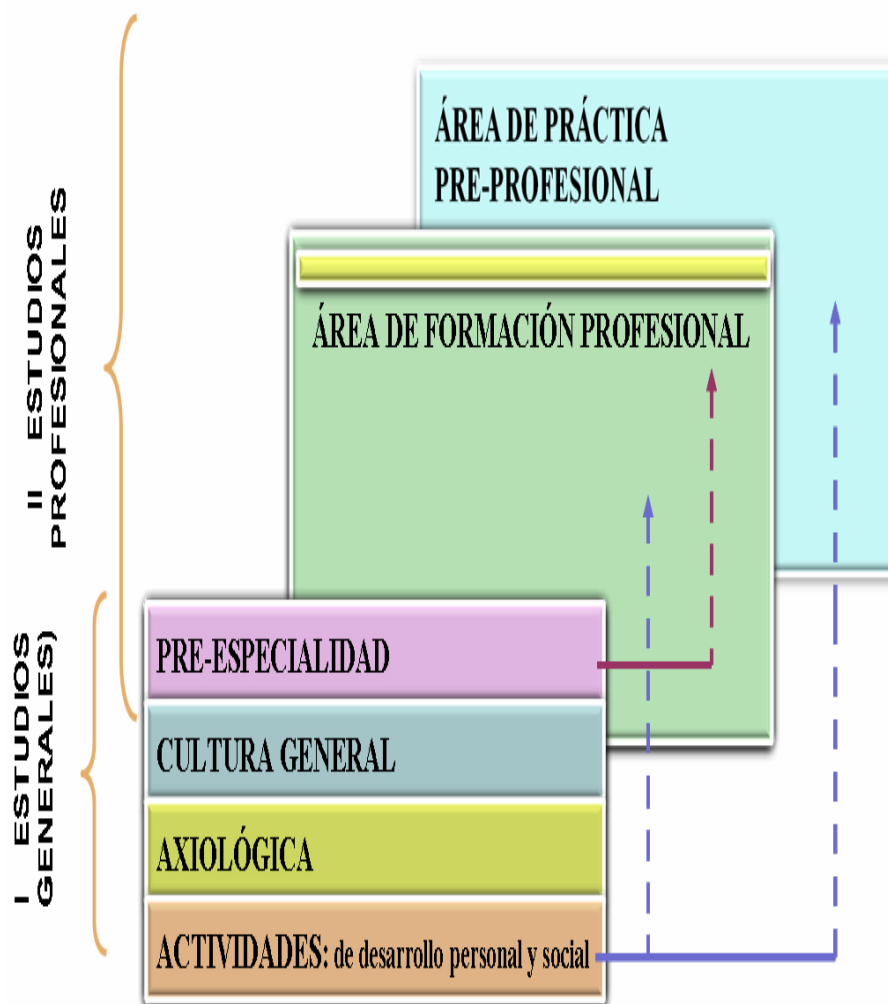 ÁREA DE PRÁCTICA
PRE-PROFESIONAL
ÁREA DE FORMACIÓN PROFESIONAL
II ESTUDIOS
PROFESIONALES
PRE-ESPECIALIDAD
CULTURA GENERAL
AXIOLÓGICA
ACTIVIDADES: de desarrollo personal y social
I ESTUDIOS
GENERALES)